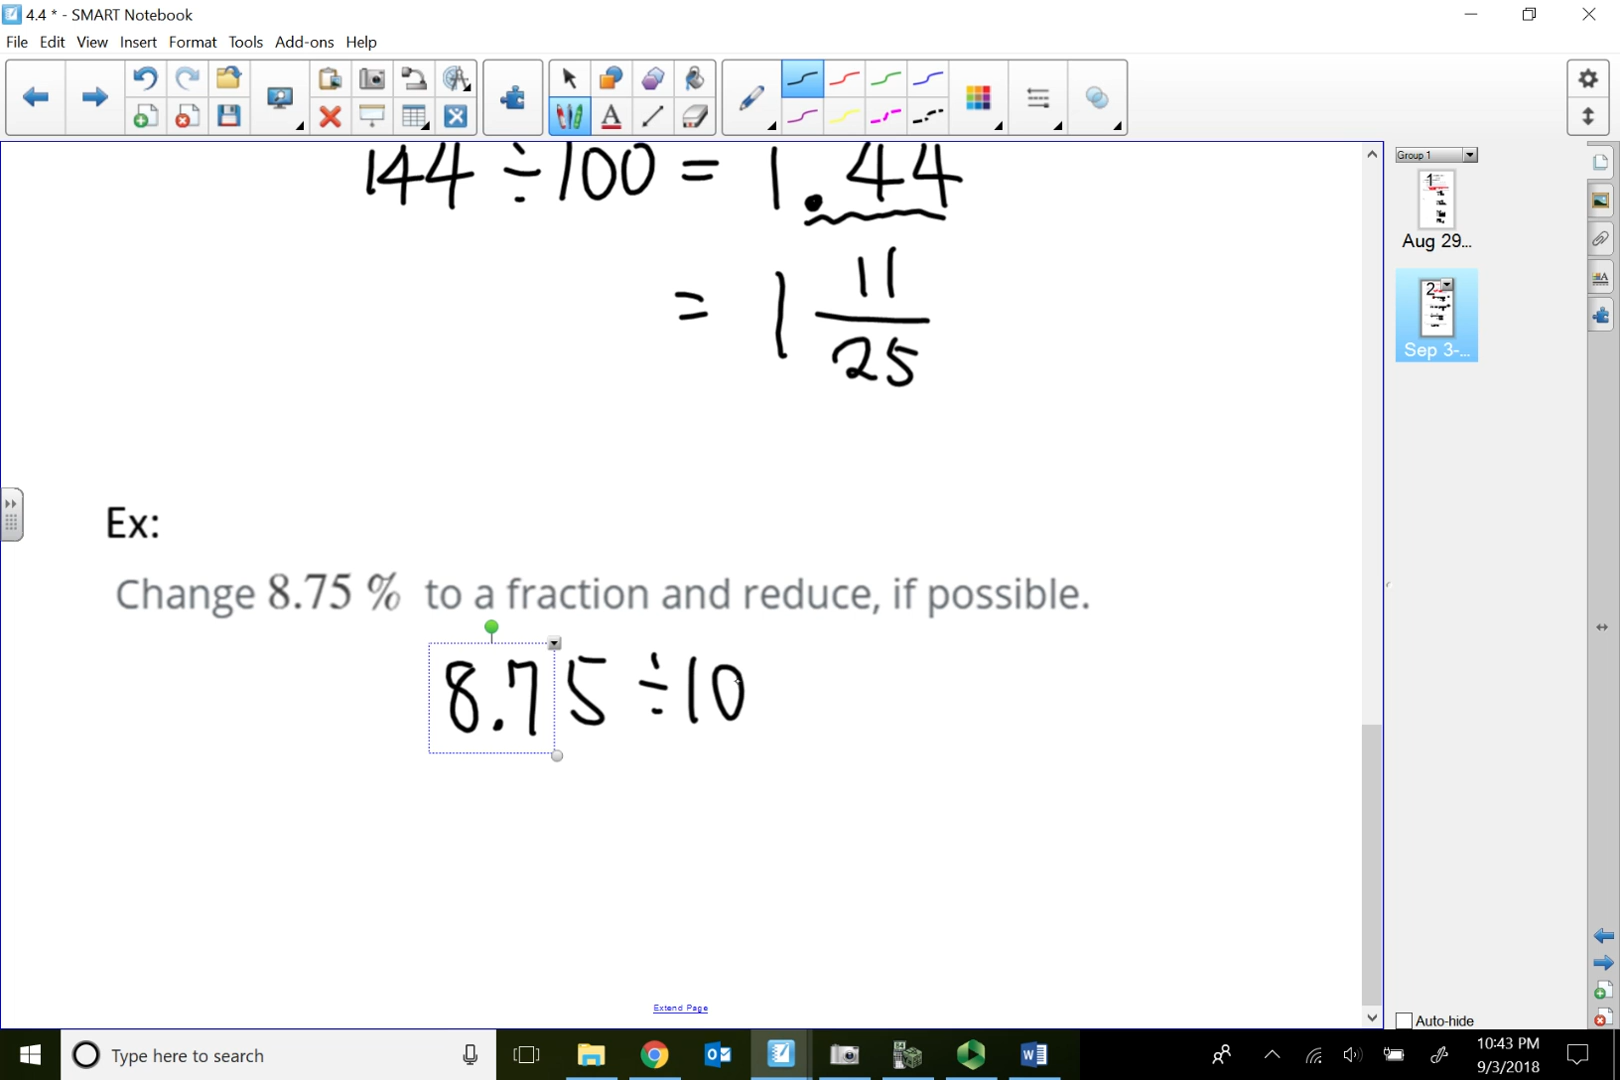 4.4 * - SMART Notebook
File Edit View Insert Format Tools Add-ons Help
144 ÷ 100 = 1.44
= 1 11/25
Ex:
Change 8.75 % to a fraction and reduce, if possible.
8.75 ÷ 10
Extend Page
Group 1
1
Aug 29...
2
Sep 3-...
Auto-hide
Type here to search
10:43 PM
9/3/2018